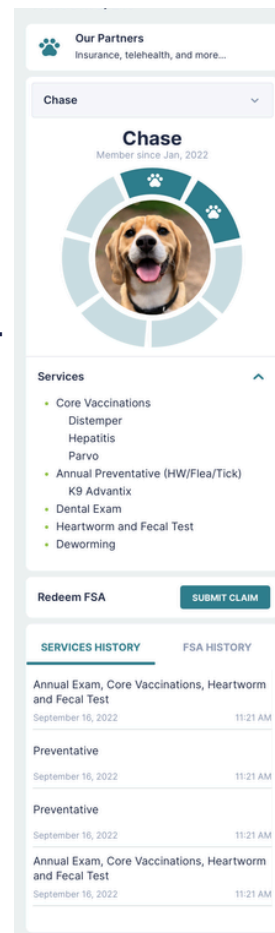 Our Partners
Insurance, telehealth, and more...
Chase
Chase
Member since Jan, 2022
Services
Core Vaccinations
Distemper
Hepatitis
Parvo
Annual Preventative (HW/Flea/Tick)
K9 Advantix
Dental Exam
Heartworm and Fecal Test
Deworming
Redeem FSA
SUBMIT CLAIM
SERVICES HISTORY
FSA HISTORY
Annual Exam, Core Vaccinations, Heartworm
and Fecal Test
September 16, 2022 11:21 AM
Preventative
September 16, 2022 11:21 AM
Preventative
September 16, 2022 11:21 AM
Annual Exam, Core Vaccinations, Heartworm
and Fecal Test
September 16, 2022 11:21 AM